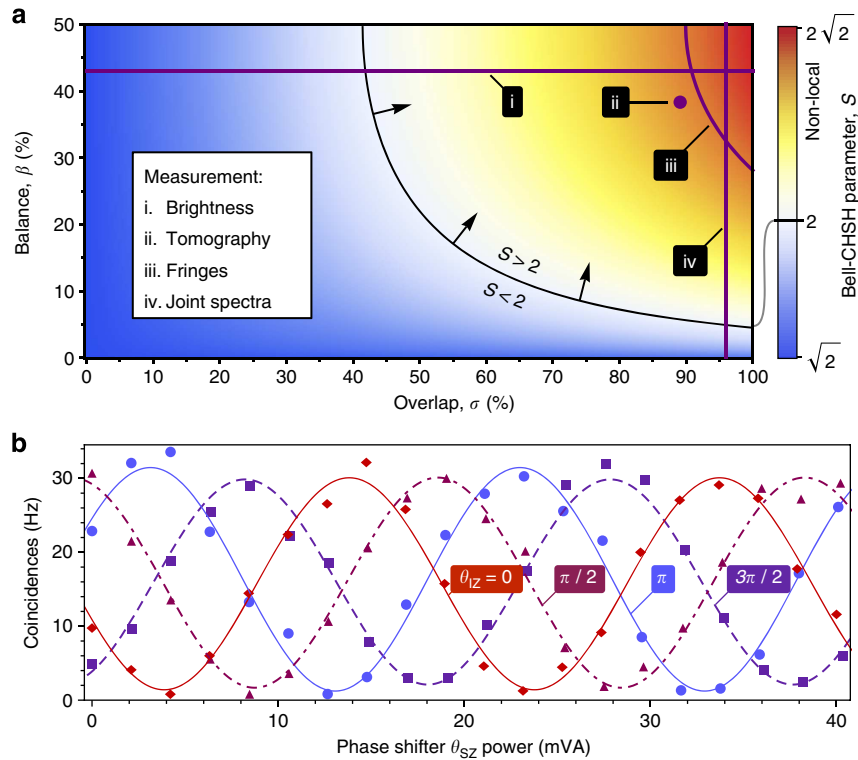 a
50
40
30
20
10
0
Balance, β (%)
Measurement:
i. Brightness
ii. Tomography
iii. Fringes
iv. Joint spectra
i
ii
iii
iv
S > 2
S < 2
0 10 20 30 40 50 60 70 80 90 100
Overlap, σ (%)
2√2
Non-local
2
√2
Bell-CHSH parameter, S
b
30
20
10
0
Coincidences (Hz)
θIZ = 0
π / 2
π
3π / 2
0 10 20 30 40
Phase shifter θSZ power (mVA)